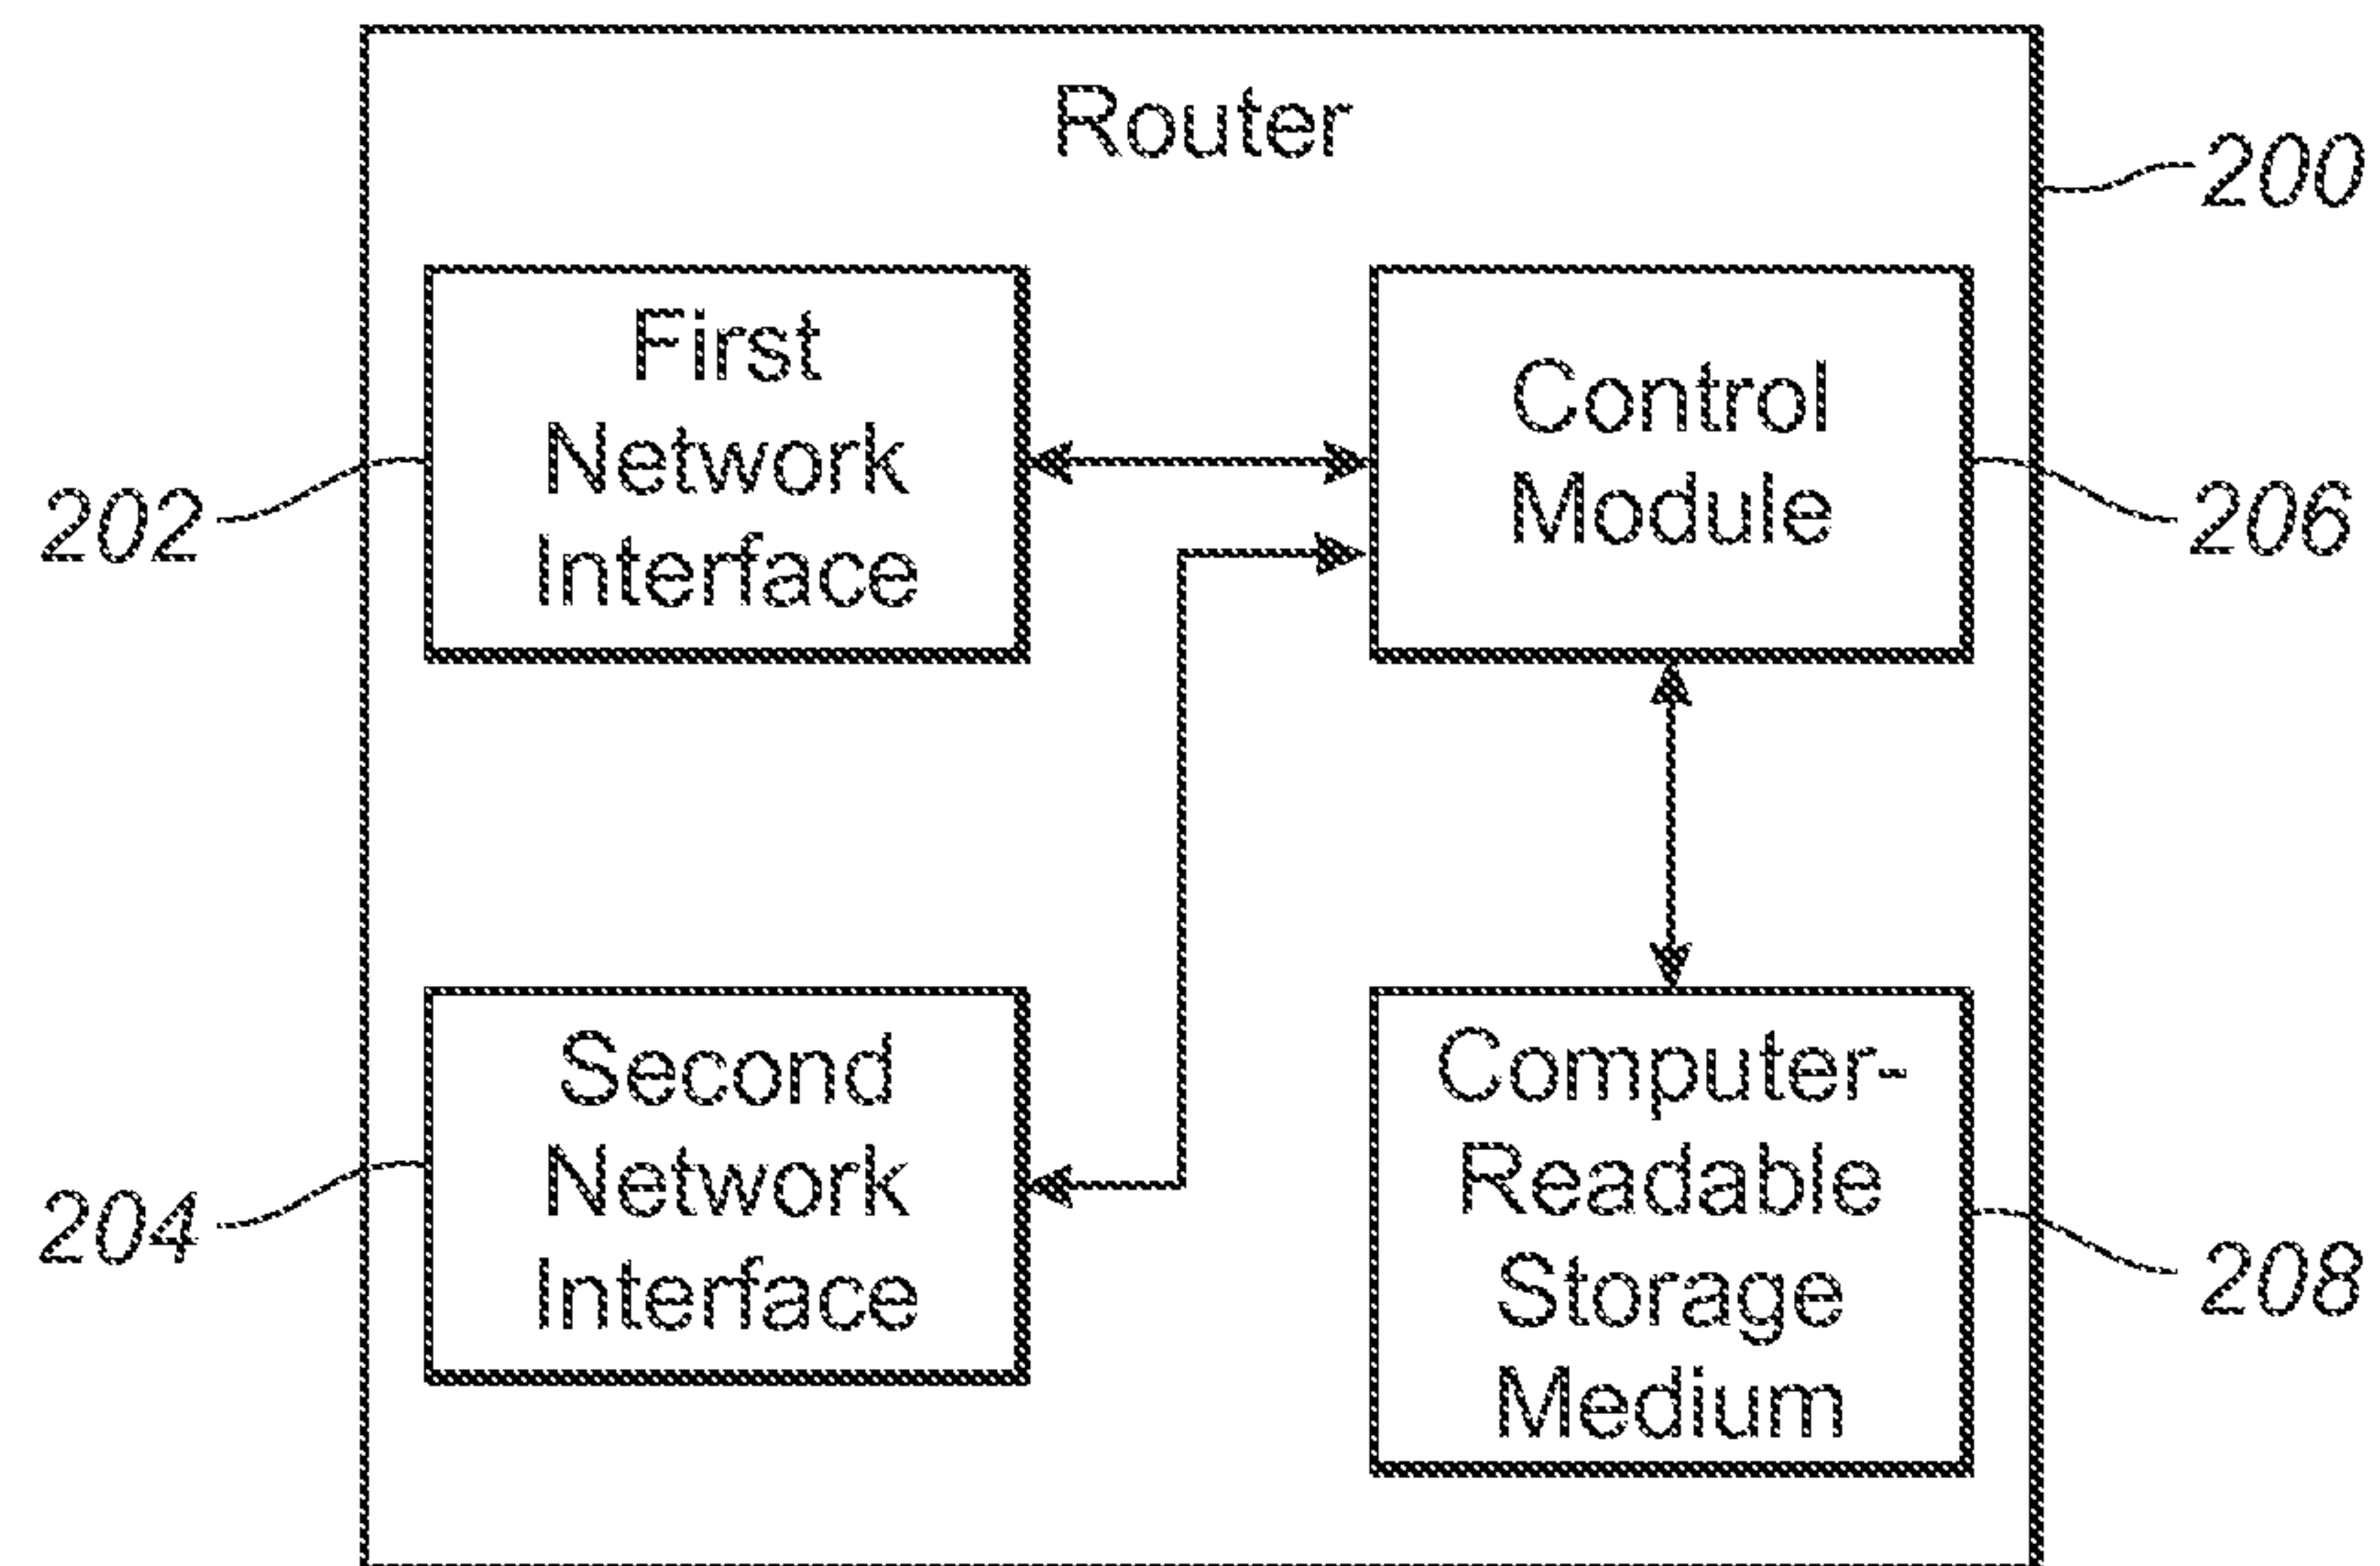 Router
200
First
Network
Interface
202
Control
Module
206
Second
Network
Interface
204
Computer-
Readable
Storage
Medium
208